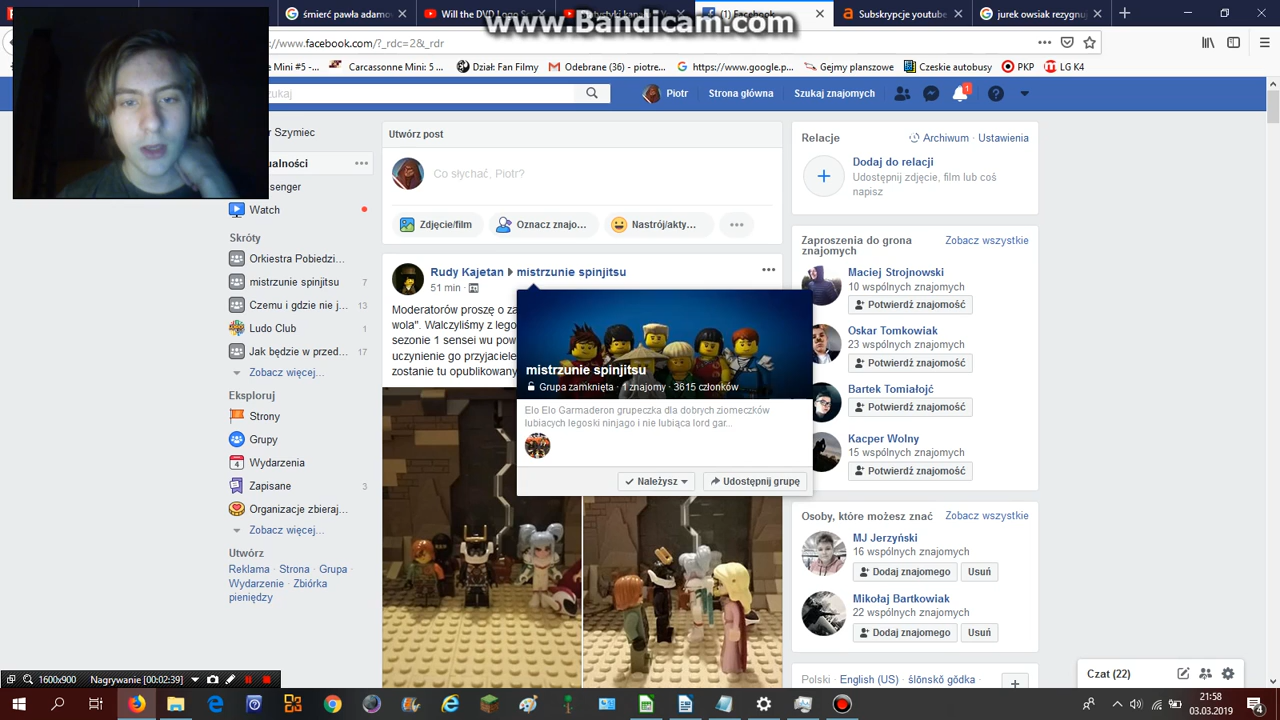 śmierć pawła adamow
Will the DVD Logo S
(1) Facebook
Subskrypcje youtube
jurek owsiak rezygnuj
www.Bandicam.com
www.facebook.com/?_rdc=2&_rdr
e Mini #5 - ...
Carcassonne Mini: 5 ...
Dział: Fan Filmy
Odebrane (36) - piotre...
https://www.google.p...
Gejmy planszowe
Czeskie autobusy
PKP
LG K4
Piotr
Strona główna
Szukaj znajomych
1
r Szymiec
ualności
senger
Watch
Skróty
Orkiestra Pobiedzi...
mistrzunie spinjitsu 7
Czemu i gdzie nie j... 13
Ludo Club 1
Jak będzie w przed... 17
Zobacz więcej...
Eksploruj
Strony
Grupy
4 Wydarzenia
Zapisane 3
Organizacje zbieraj...
Zobacz więcej...
Utwórz
Reklama · Strona · Grupa ·
Wydarzenie · Zbiórka
pieniędzy
Utwórz post
Co słychać, Piotr?
Zdjęcie/film
Oznacz znajo...
Nastrój/akty...
Rudy Kajetan
mistrzunie spinjitsu
51 min ·
Moderatorów proszę o za
wola". Walczyliśmy z lego
sezonie 1 sensei wu pow
uczynienie go przyjaciele
zostanie tu opublikowany
mistrzunie spinjitsu
Grupa zamknięta · 1 znajomy · 3615 członków
Elo Elo Garmaderon grupeczka dla dobrych ziomeczków
lubiacych legoski ninjago i nie lubiąca lord gar...
Należysz
Udostępnij grupę
Relacje
Archiwum · Ustawienia
Dodaj do relacji
Udostępnij zdjęcie, film lub coś
napisz
Zaproszenia do grona
znajomych
Zobacz wszystkie
Maciej Strojnowski
10 wspólnych znajomych
Potwierdź znajomość
Oskar Tomkowiak
23 wspólnych znajomych
Potwierdź znajomość
Bartek Tomiałojć
Potwierdź znajomość
Kacper Wolny
15 wspólnych znajomych
Potwierdź znajomość
Osoby, które możesz znać
Zobacz wszystkie
MJ Jerzyński
16 wspólnych znajomych
Dodaj znajomego
Usuń
Mikołaj Bartkowiak
22 wspólnych znajomych
Dodaj znajomego
Usuń
Polski · English (US) · ślōnskŏ gŏdka ·
Czat (22)
1600x900
Nagrywanie [00:02:39]
21:58
03.03.2019